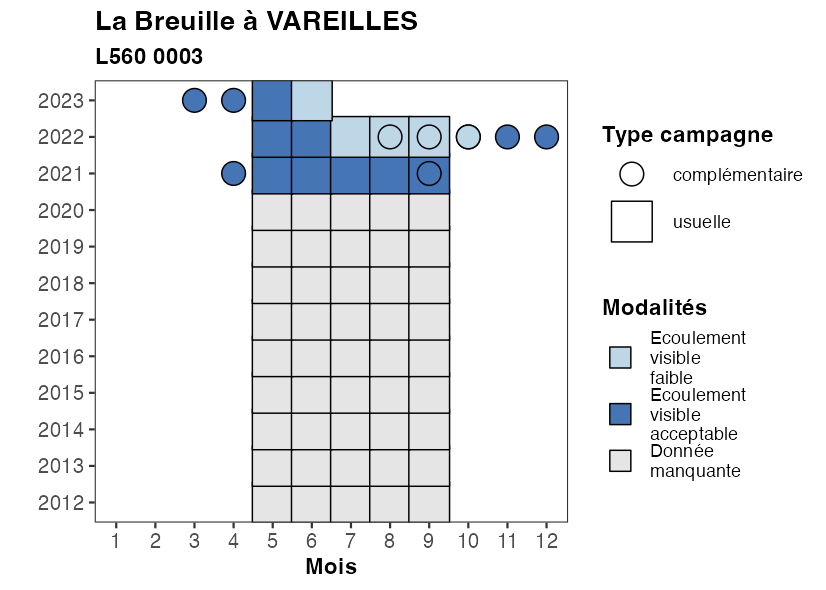 La Breuille à VAREILLES
L560 0003
2023
2022
2021
2020
2019
2018
2017
2016
2015
2014
2013
2012
1 2 3 4 5 6 7 8 9 10 11 12
Mois
Type campagne
complémentaire
usuelle
Modalités
Ecoulement
visible
faible
Ecoulement
visible
acceptable
Donnée
manquante